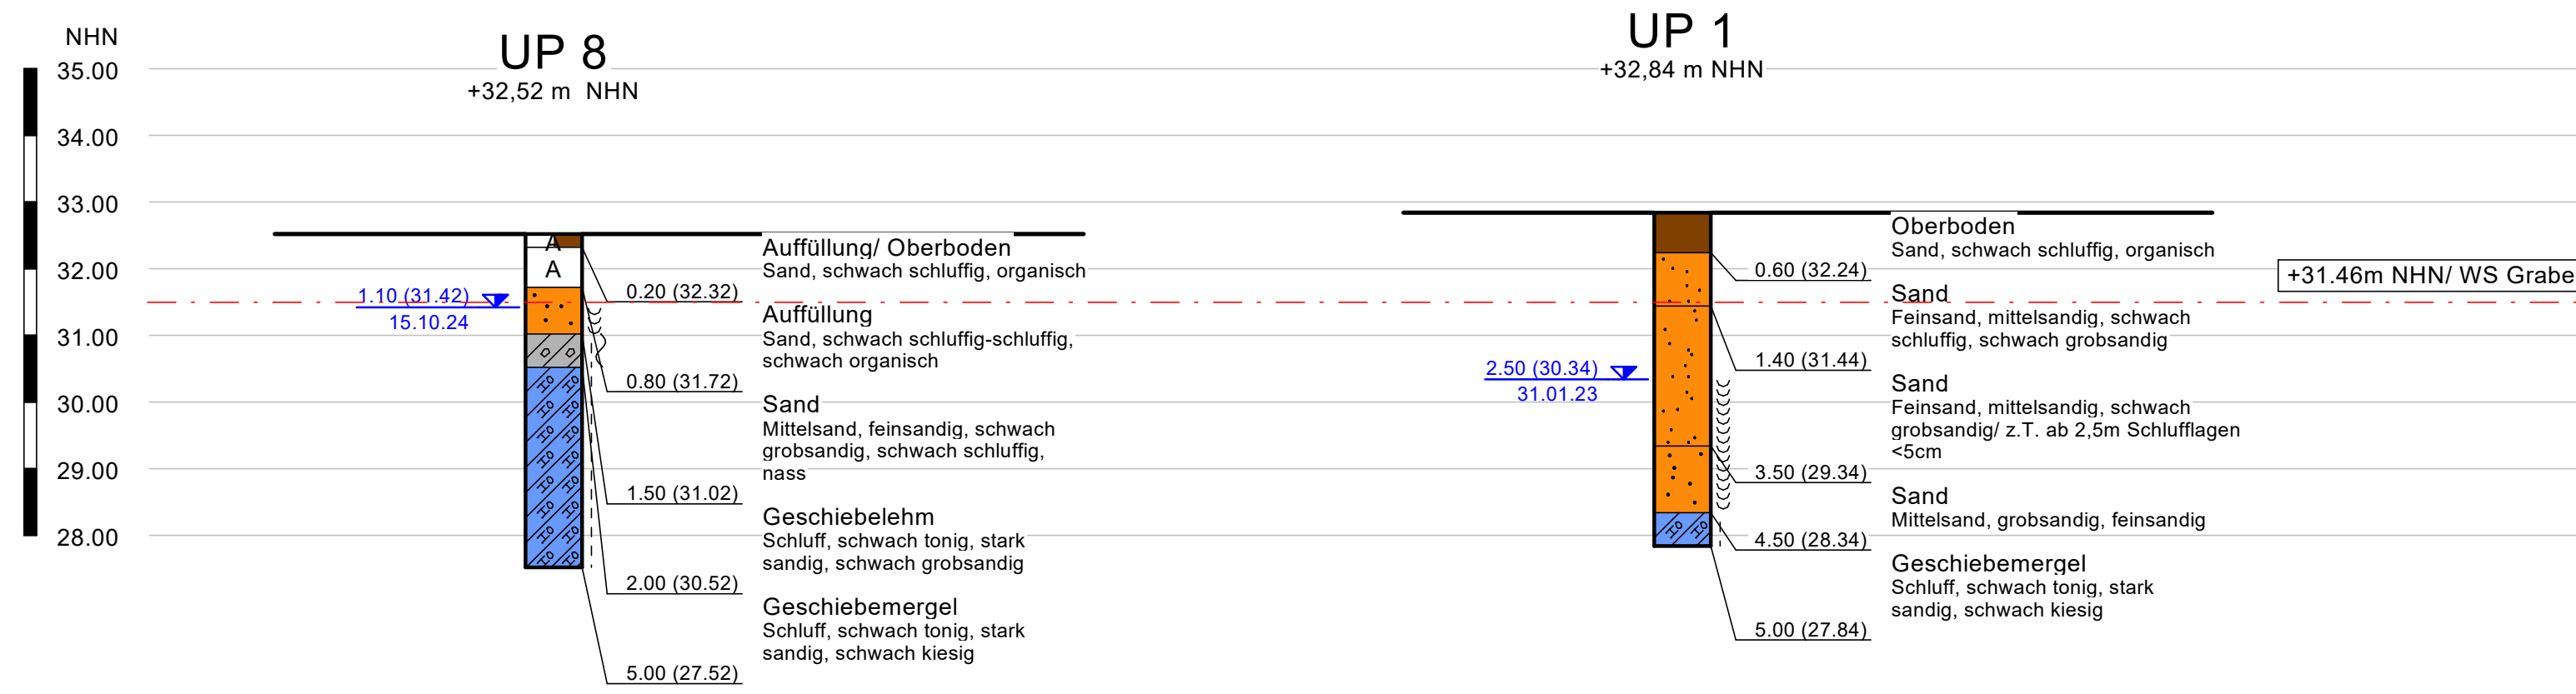 NHN
35.00
34.00
33.00
32.00
31.00
30.00
29.00
28.00
UP 8
+32,52 m  NHN
A
A
1.10 (31.42)
15.10.24
0.20 (32.32)
0.80 (31.72)
1.50 (31.02)
2.00 (30.52)
5.00 (27.52)
Auffüllung/ Oberboden
Sand, schwach schluffig, organisch
Auffüllung
Sand, schwach schluffig-schluffig,
schwach organisch
Sand
Mittelsand, feinsandig, schwach
grobsandig, schwach schluffig,
nass
Geschiebelehm
Schluff, schwach tonig, stark
sandig, schwach grobsandig
Geschiebemergel
Schluff, schwach tonig, stark
sandig, schwach kiesig
UP 1
+32,84 m NHN
2.50 (30.34)
31.01.23
0.60 (32.24)
1.40 (31.44)
3.50 (29.34)
4.50 (28.34)
5.00 (27.84)
Oberboden
Sand, schwach schluffig, organisch
Sand
Feinsand, mittelsandig, schwach
schluffig, schwach grobsandig
Sand
Feinsand, mittelsandig, schwach
grobsandig/ z.T. ab 2,5m Schlufflagen
<5cm
Sand
Mittelsand, grobsandig, feinsandig
Geschiebemergel
Schluff, schwach tonig, stark
sandig, schwach kiesig
+31.46m NHN/ WS Grabe